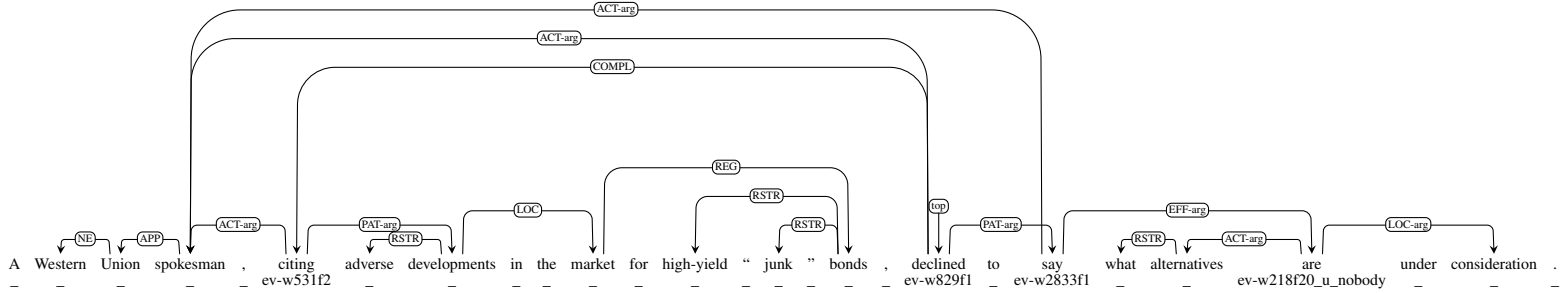 ACT-arg
ACT-arg
COMPL
REG
RSTR
top
LOC
EFF-arg
ACT-arg PAT-arg RSTR PAT-arg LOC-arg
NE APP RSTR RSTR ACT-arg
A Western Union spokesman , citing adverse developments in the market for high-yield “ junk ” bonds , declined to say what alternatives are under consideration .
ev-w531f2 ev-w829f1 ev-w2833f1 ev-w218f20_u_nobody
_ _ _ _ _ _ _ _ _ _ _ _ _ _ _ _ _ _ _ _ _ _ _ _ _ _